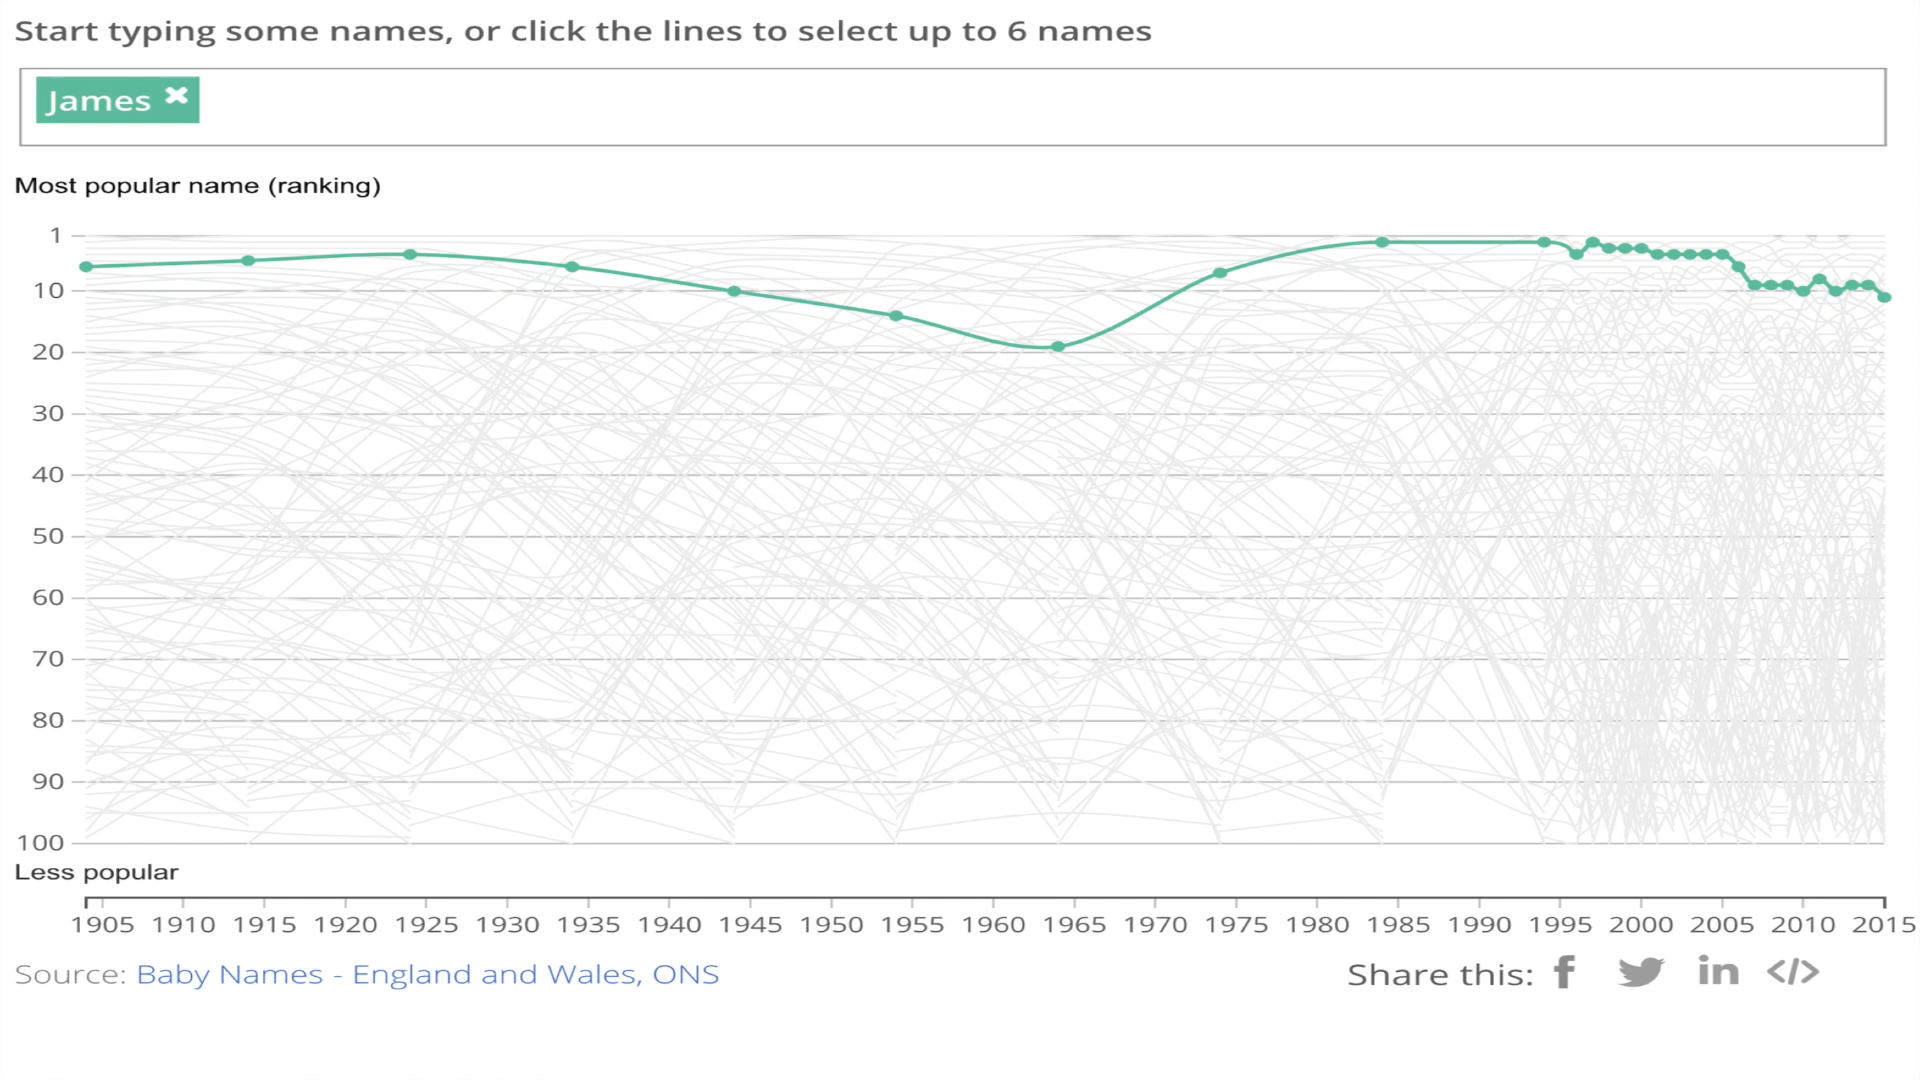 Start typing some names, or click the lines to select up to 6 names
James ✖
Most popular name (ranking)
1
10
20
30
40
50
60
70
80
90
100
Less popular
1905 1910 1915 1920 1925 1930 1935 1940 1945 1950 1955 1960 1965 1970 1975 1980 1985 1990 1995 2000 2005 2010 2015
Source: Baby Names - England and Wales, ONS
Share this: f in </>